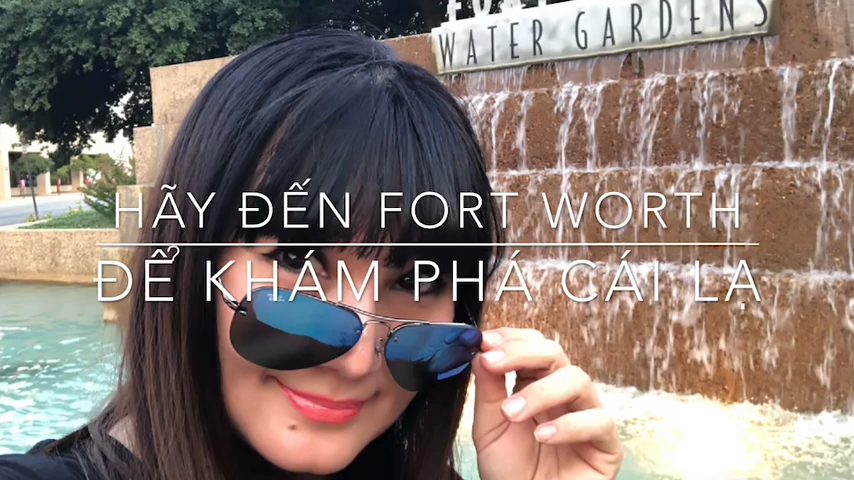 WATER GARDENS
HÃY ĐẾN FORT WORTH
ĐỂ KHÁM PHÁ CÁI LẠ